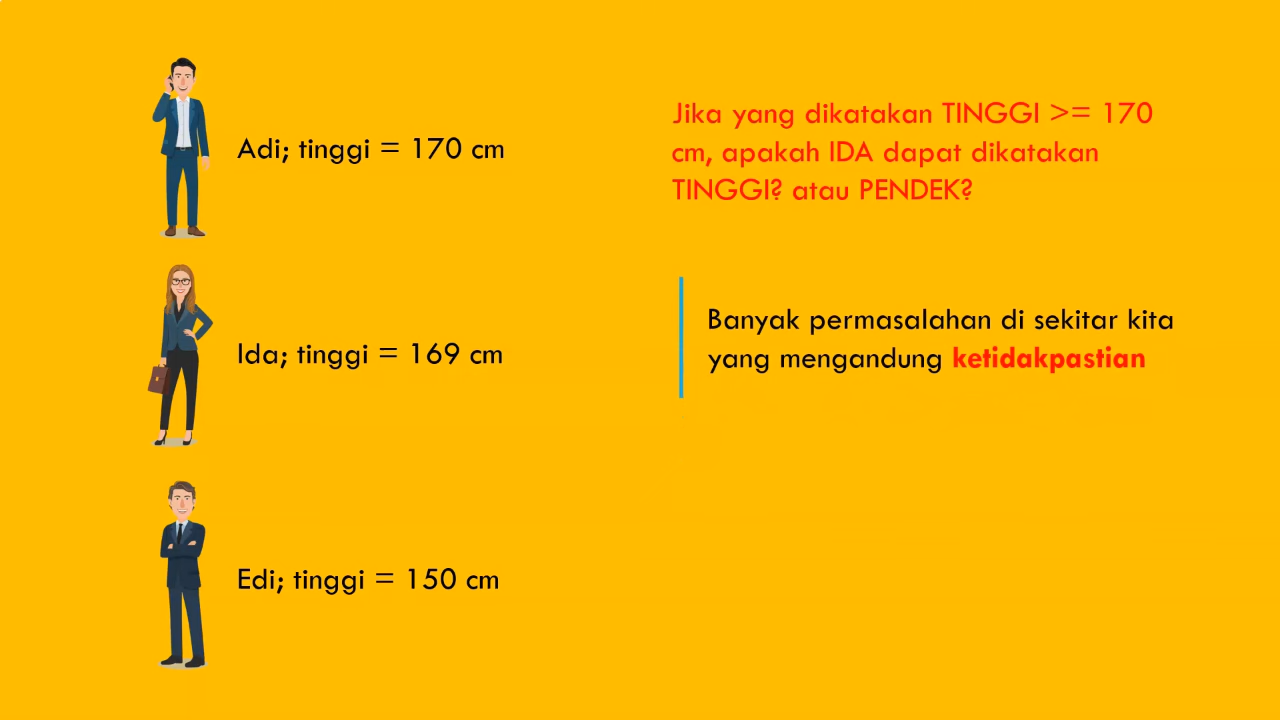 Adi; tinggi = 170 cm
Ida; tinggi = 169 cm
Edi; tinggi = 150 cm
Jika yang dikatakan TINGGI >= 170
cm, apakah IDA dapat dikatakan
TINGGI? atau PENDEK?
Banyak permasalahan di sekitar kita
yang mengandung ketidakpastian